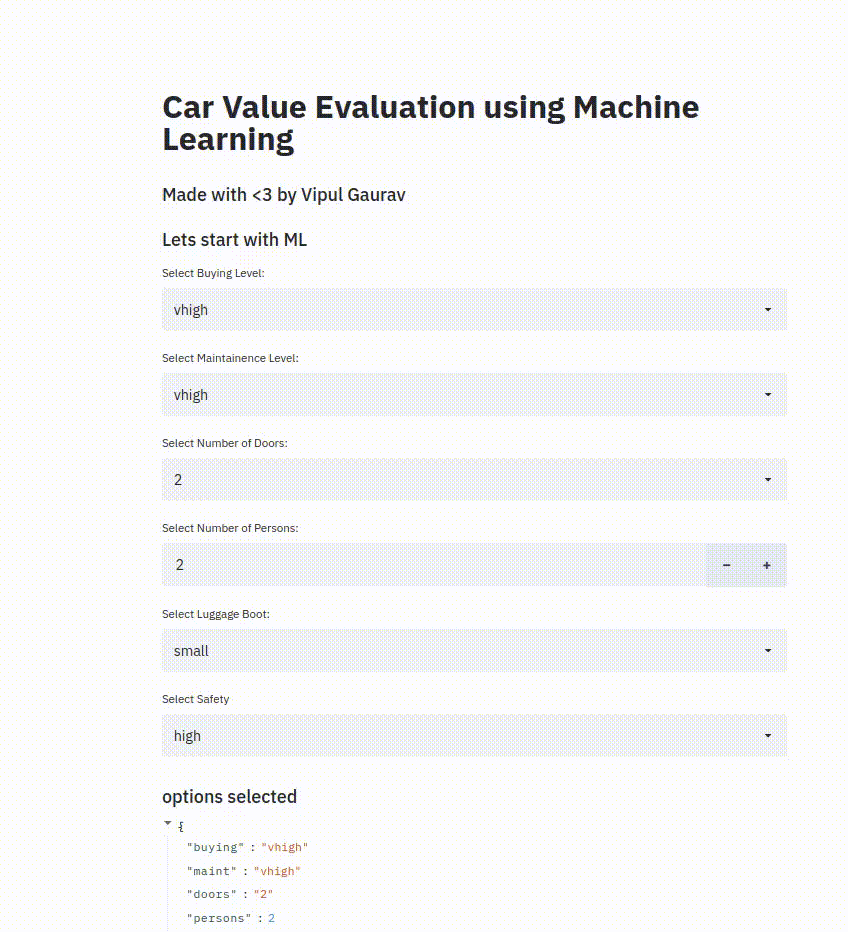 Car Value Evaluation using Machine
Learning
Made with <3 by Vipul Gaurav
Lets start with ML
Select Buying Level:
vhigh
Select Maintainence Level:
vhigh
Select Number of Doors:
2
Select Number of Persons:
2 − +
Select Luggage Boot:
small
Select Safety
high
options selected
{
"buying" : "vhigh"
"maint" : "vhigh"
"doors" : "2"
"persons" : 2